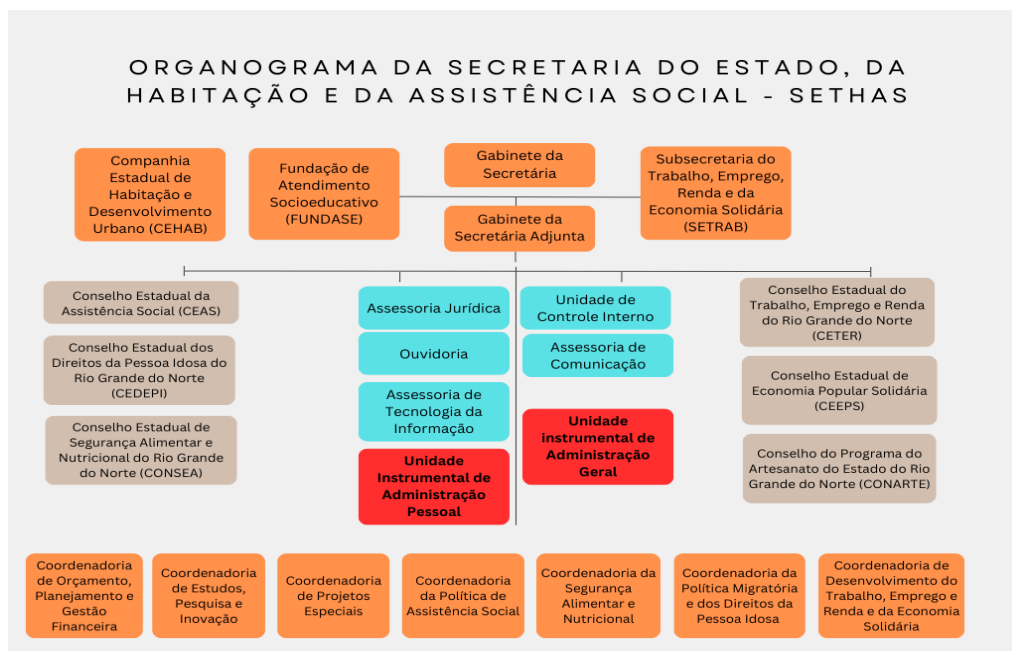 ORGANOGRAMA DA SECRETARIA DO ESTADO, DA
HABITAÇÃO E DA ASSISTÊNCIA SOCIAL - SETHAS
Companhia
Estadual de
Habitação e
Desenvolvimento
Urbano (CEHAB)
Fundação de
Atendimento
Socioeducativo
(FUNDASE)
Gabinete da
Secretária
Gabinete da
Secretária Adjunta
Subsecretaria do
Trabalho, Emprego,
Renda e da
Economia Solidária
(SETRAB)
Conselho Estadual da
Assistência Social (CEAS)
Conselho Estadual dos
Direitos da Pessoa Idosa do
Rio Grande do Norte
(CEDEPI)
Conselho Estadual de
Segurança Alimentar e
Nutricional do Rio Grande
do Norte (CONSEA)
Assessoria Jurídica
Ouvidoria
Assessoria de
Tecnologia da
Informação
Unidade
Instrumental de
Administração
Pessoal
Unidade de
Controle Interno
Assessoria de
Comunicação
Unidade
instrumental de
Administração
Geral
Conselho Estadual do
Trabalho, Emprego e Renda
do Rio Grande do Norte
(CETER)
Conselho Estadual de
Economia Popular Solidária
(CEEPS)
Conselho do Programa do
Artesanato do Estado do Rio
Grande do Norte (CONARTE)
Coordenadoria
de Orçamento,
Planejamento e
Gestão
Financeira
Coordenadoria
de Estudos,
Pesquisa e
Inovação
Coordenadoria
de Projetos
Especiais
Coordenadoria
da Política de
Assistência Social
Coordenadoria da
Segurança
Alimentar e
Nutricional
Coordenadoria da
Política Migratória
e dos Direitos da
Pessoa Idosa
Coordenadoria de
Desenvolvimento do
Trabalho, Emprego e
Renda e da Economia
Solidária